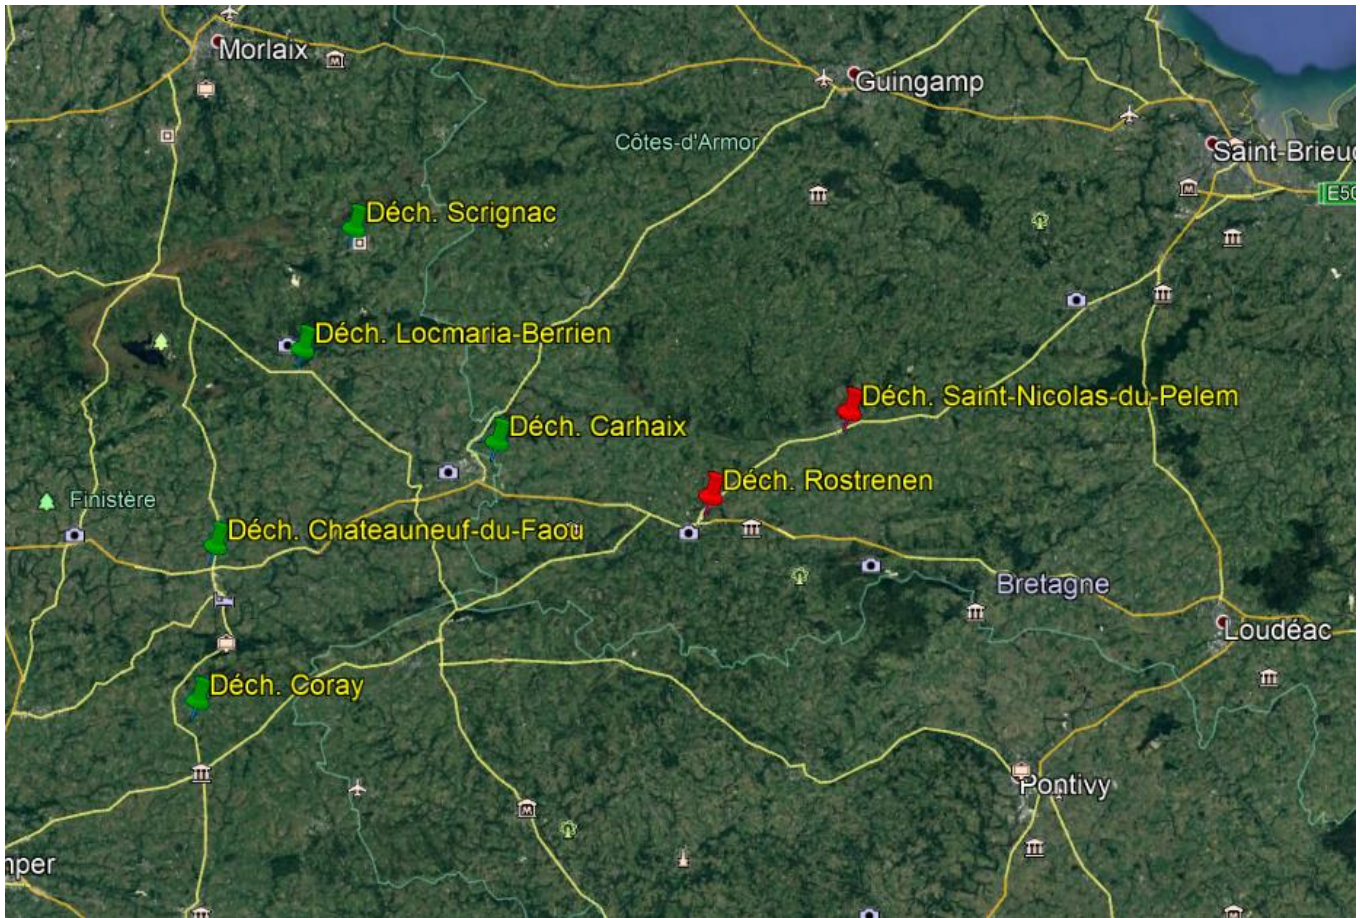 Morlaix
Guingamp
Côtes-d'Armor
Saint-Brieuc
E50
Déch. Scrignac
Déch. Locmaria-Berrien
Déch. Saint-Nicolas-du-Pelem
Déch. Carhaix
Déch. Rostrenen
Finistère
Déch. Chateauneuf-du-Faou
Bretagne
Loudéac
Déch. Coray
Pontivy
mper